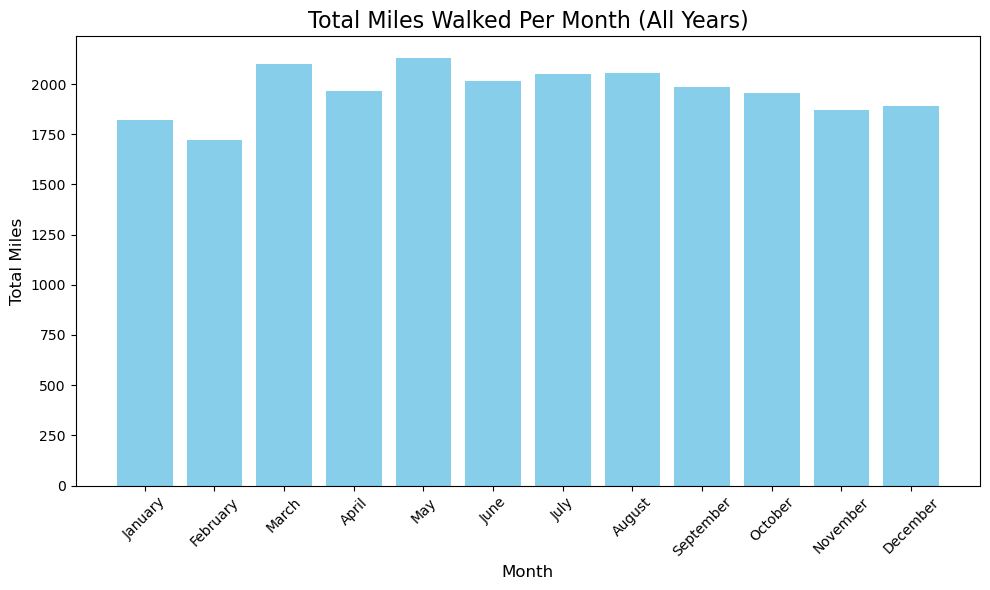 Total Miles Walked Per Month (All Years)
Total Miles
2000
1750
1500
1250
1000
750
500
250
0
January
February
March
April
May
June
July
August
September
October
November
December
Month